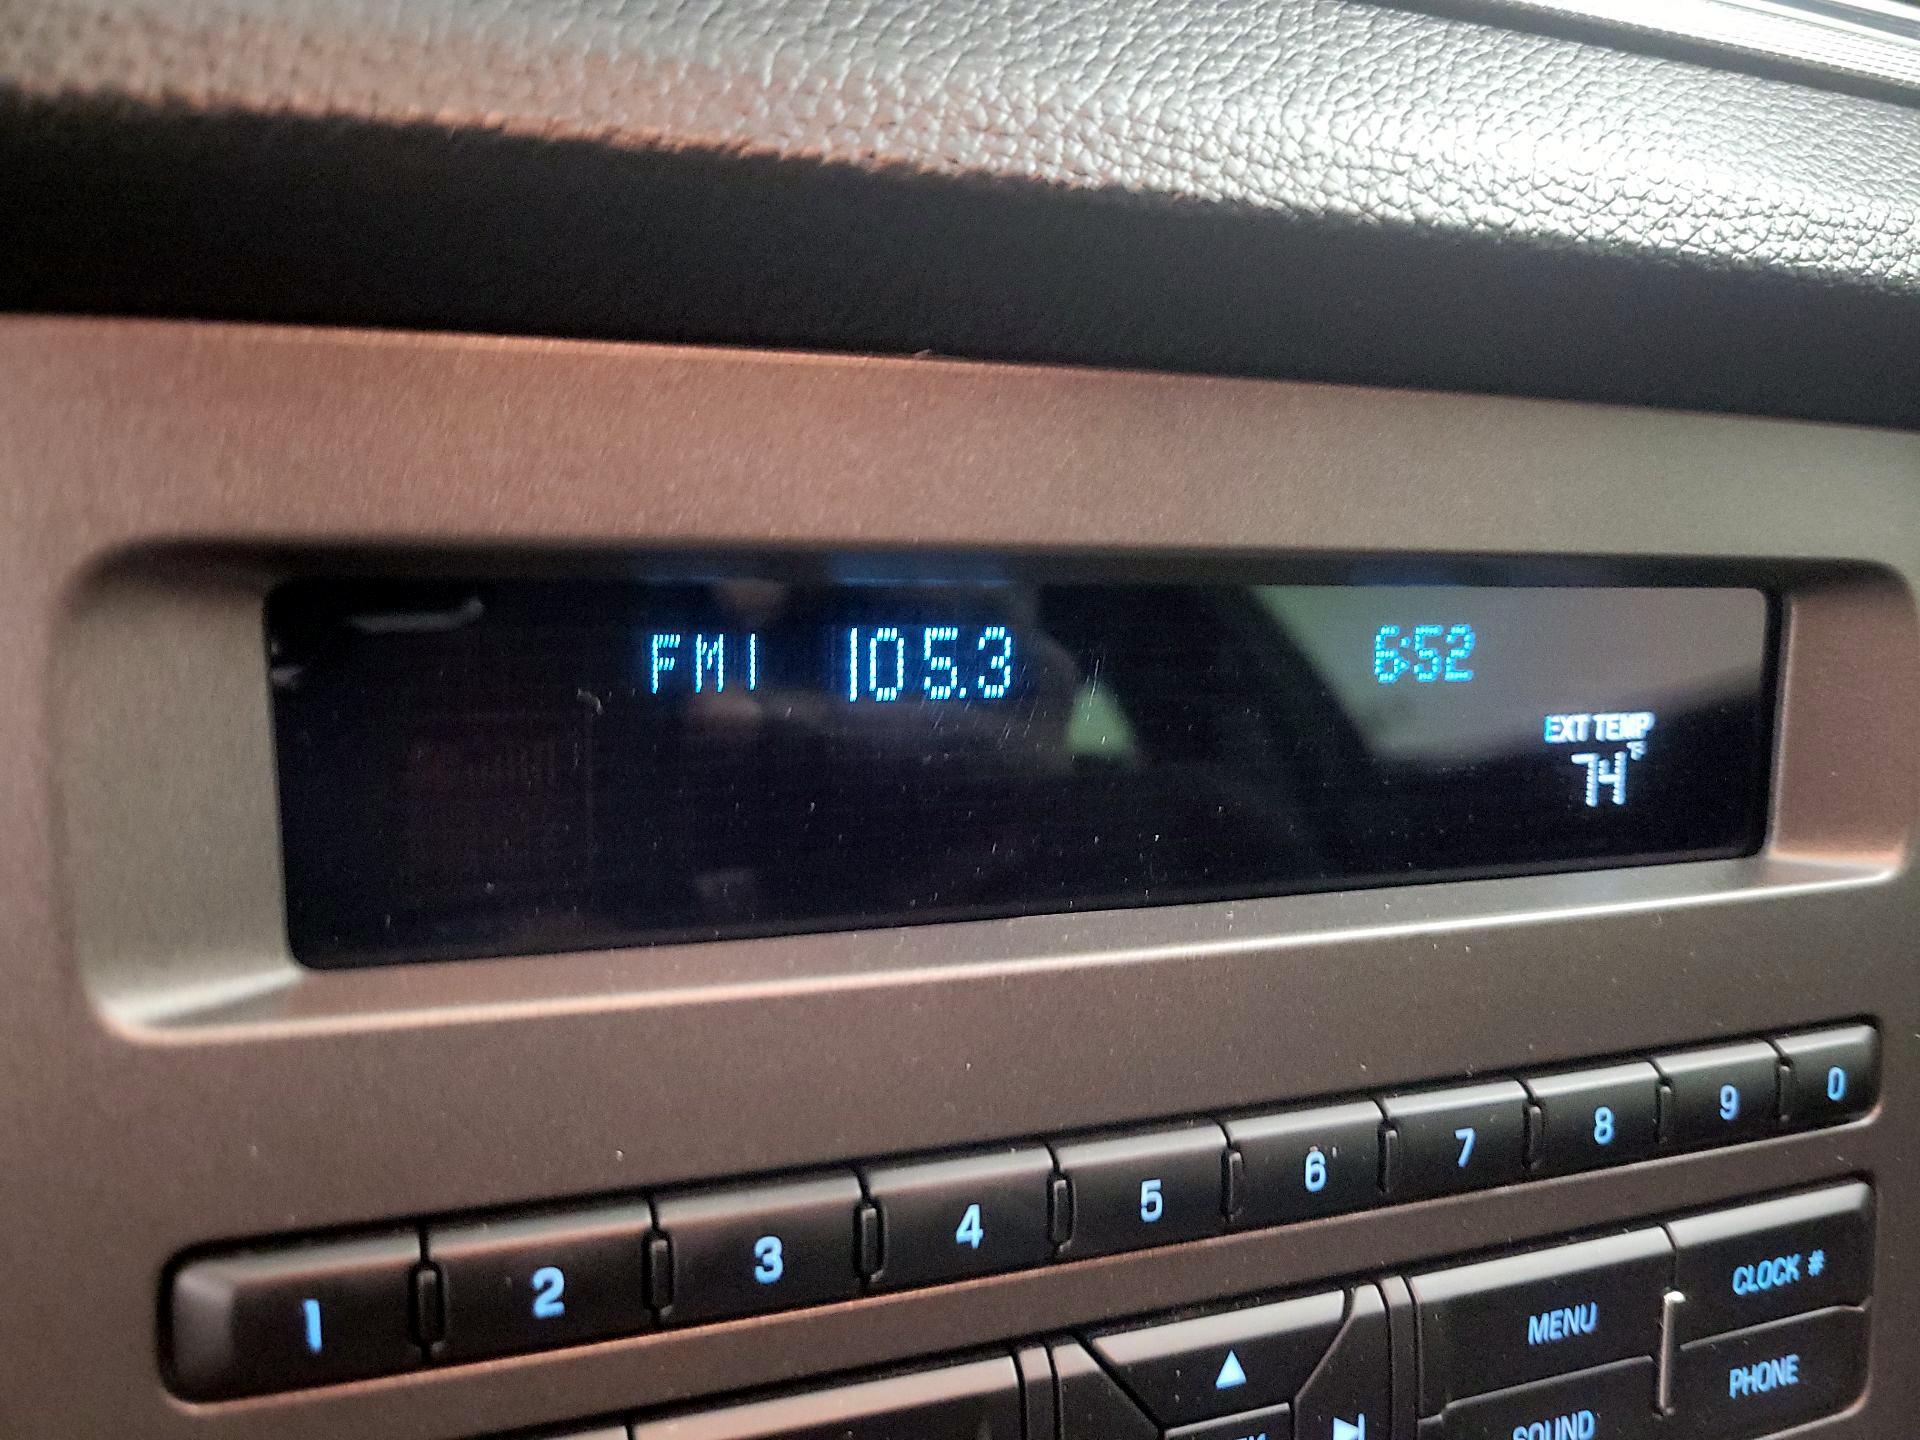 FM1 105.3 6:52
EXT TEMP
74°F
1 2 3 4 5 6 7 8 9 0
CLOCK #
MENU
PHONE
SOUND